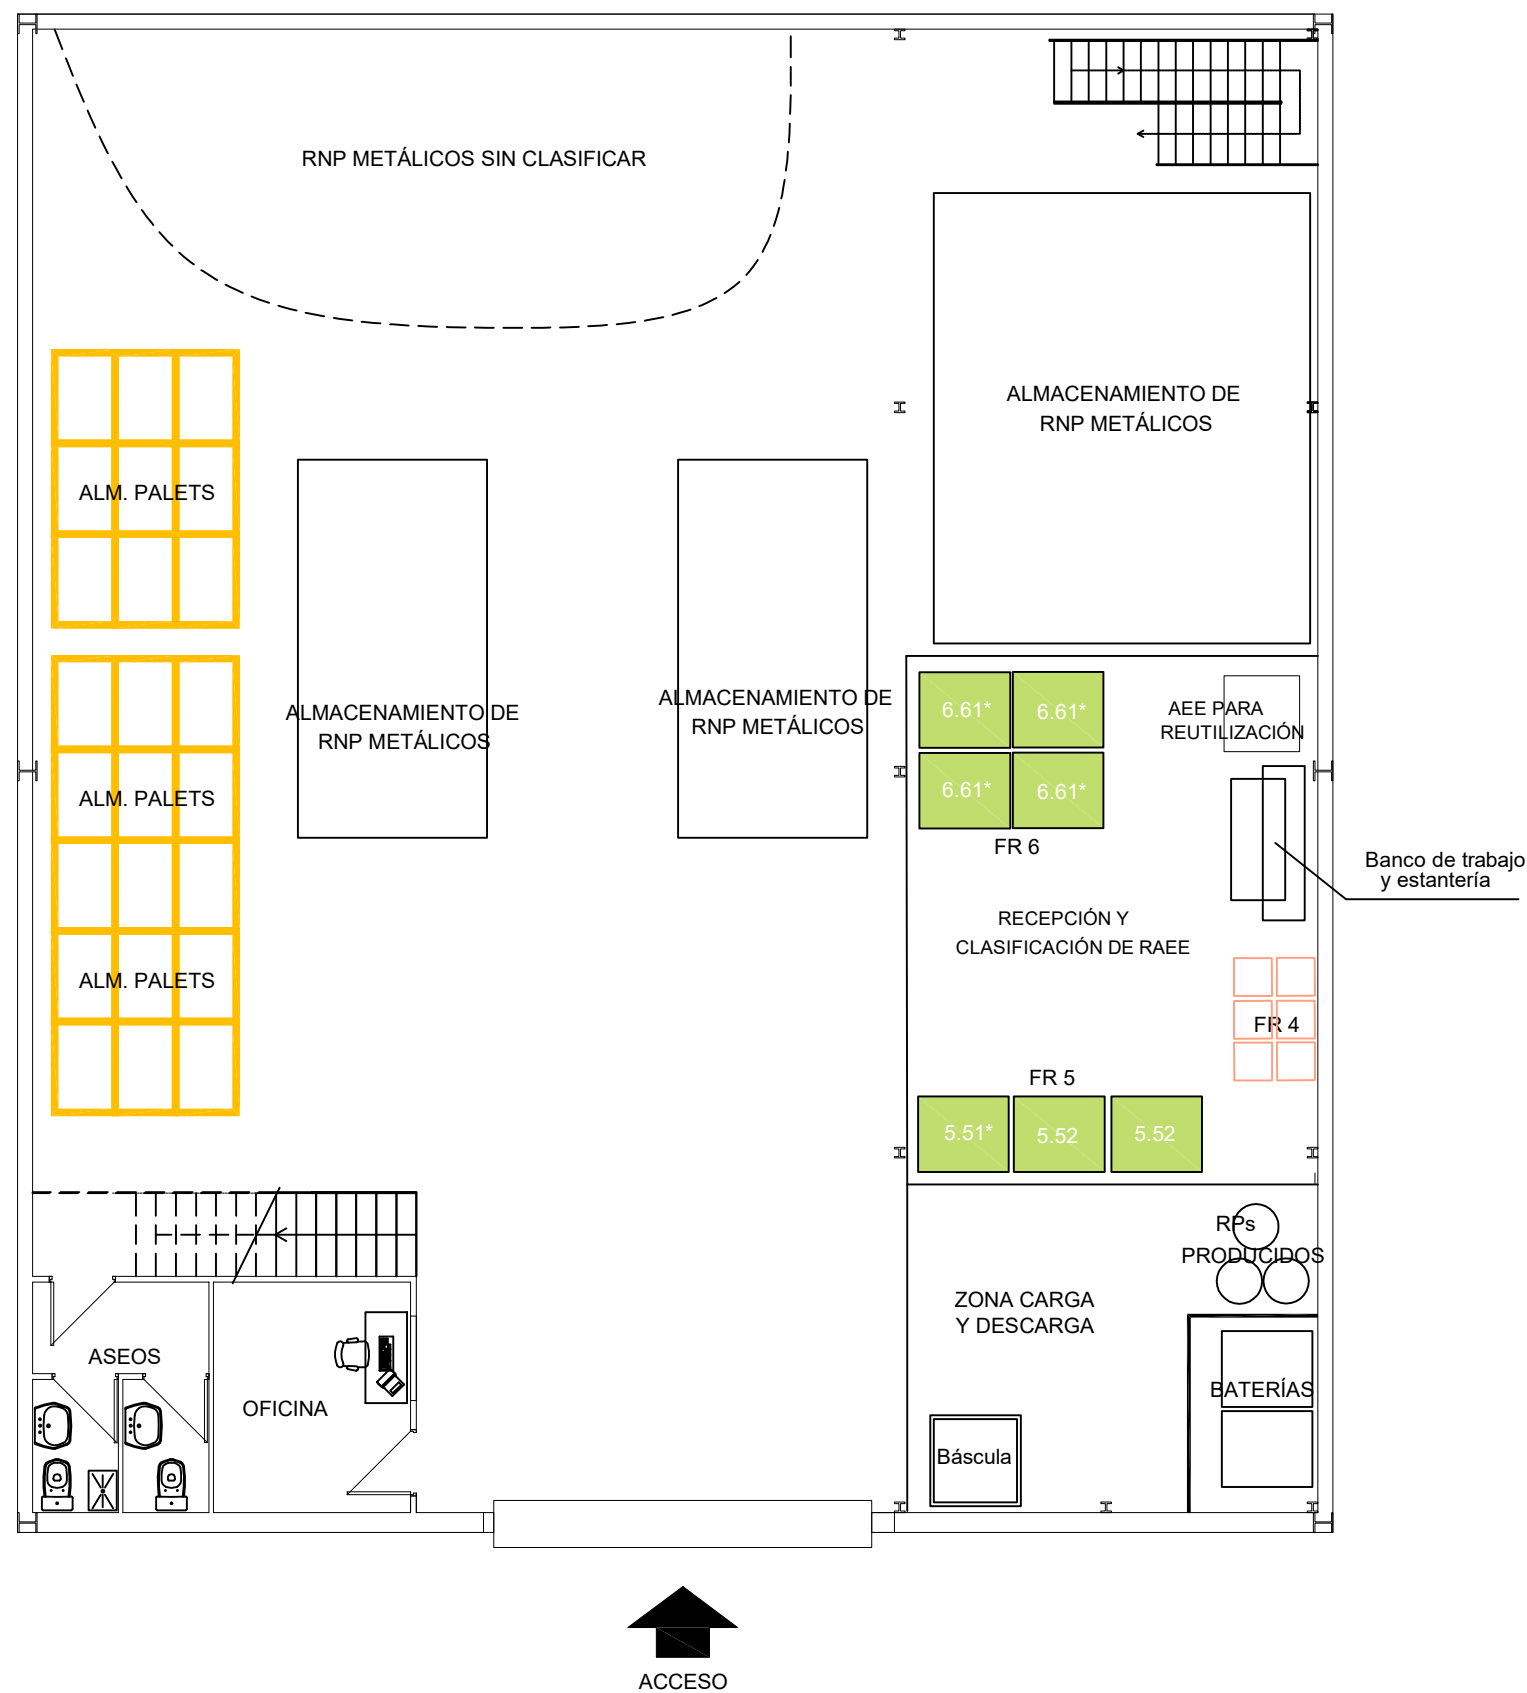 RNP METÁLICOS SIN CLASIFICAR
ALMACENAMIENTO DE
RNP METÁLICOS
ALM. PALETS
ALMACENAMIENTO DE
RNP METÁLICOS
ALMACENAMIENTO DE
RNP METÁLICOS
6.61*
6.61*
AEE PARA
REUTILIZACIÓN
ALM. PALETS
6.61*
6.61*
FR 6
Banco de trabajo
y estantería
RECEPCIÓN Y
CLASIFICACIÓN DE RAEE
ALM. PALETS
FR 4
FR 5
5.51*
5.52
5.52
RPs
PRODUCIDOS
ZONA CARGA
Y DESCARGA
ASEOS
OFICINA
BATERÍAS
Báscula
ACCESO